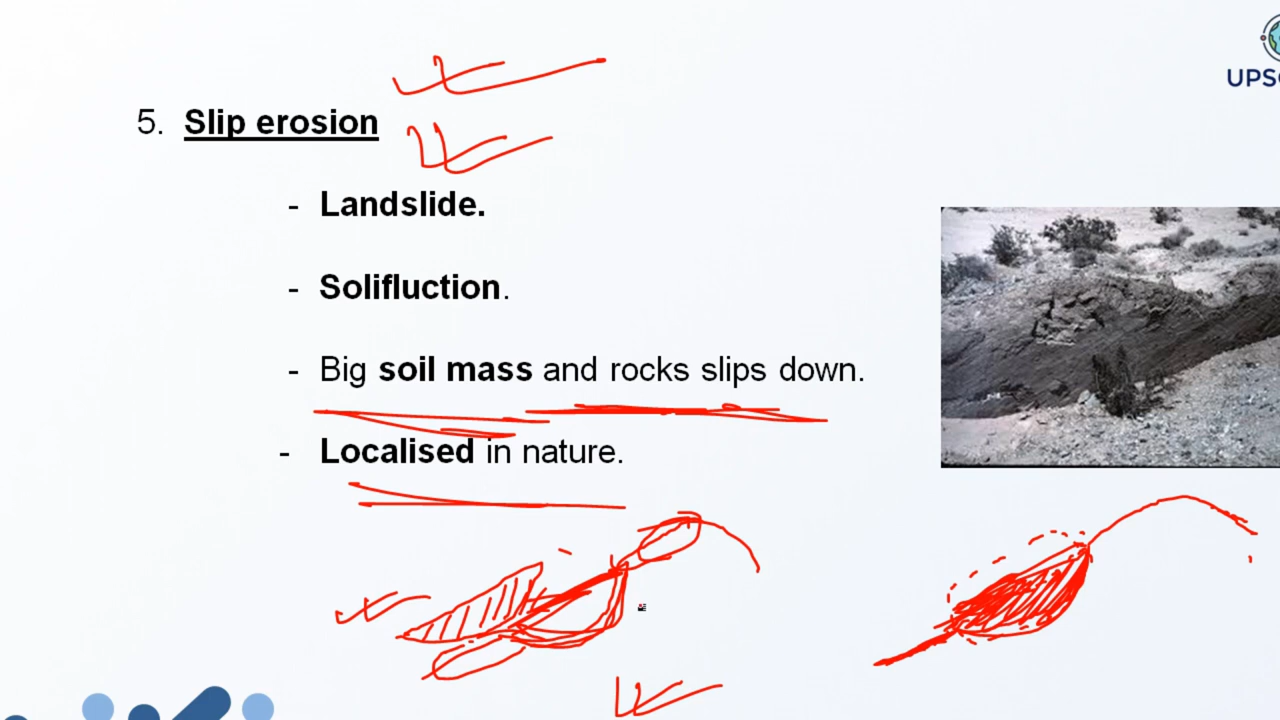 UPSC
5. Slip erosion
- Landslide.
- Solifluction.
- Big soil mass and rocks slips down.
- Localised in nature.